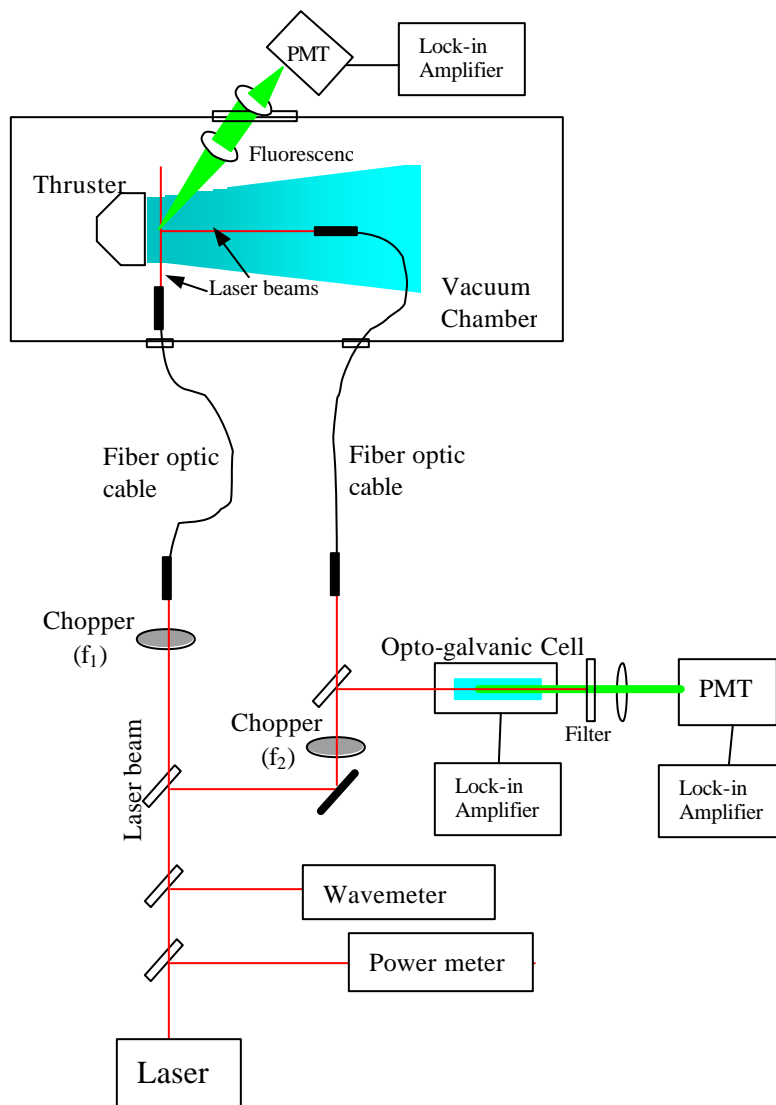 PMT
Lock-in
Amplifier
Fluorescenc
Thruster
Laser beams
Vacuum
Chamber
Fiber optic
cable
Fiber optic
cable
Chopper
(f₁)
Opto-galvanic Cell
PMT
Chopper
(f₂)
Filter
Laser beam
Lock-in
Amplifier
Lock-in
Amplifier
Wavemeter
Power meter
Laser